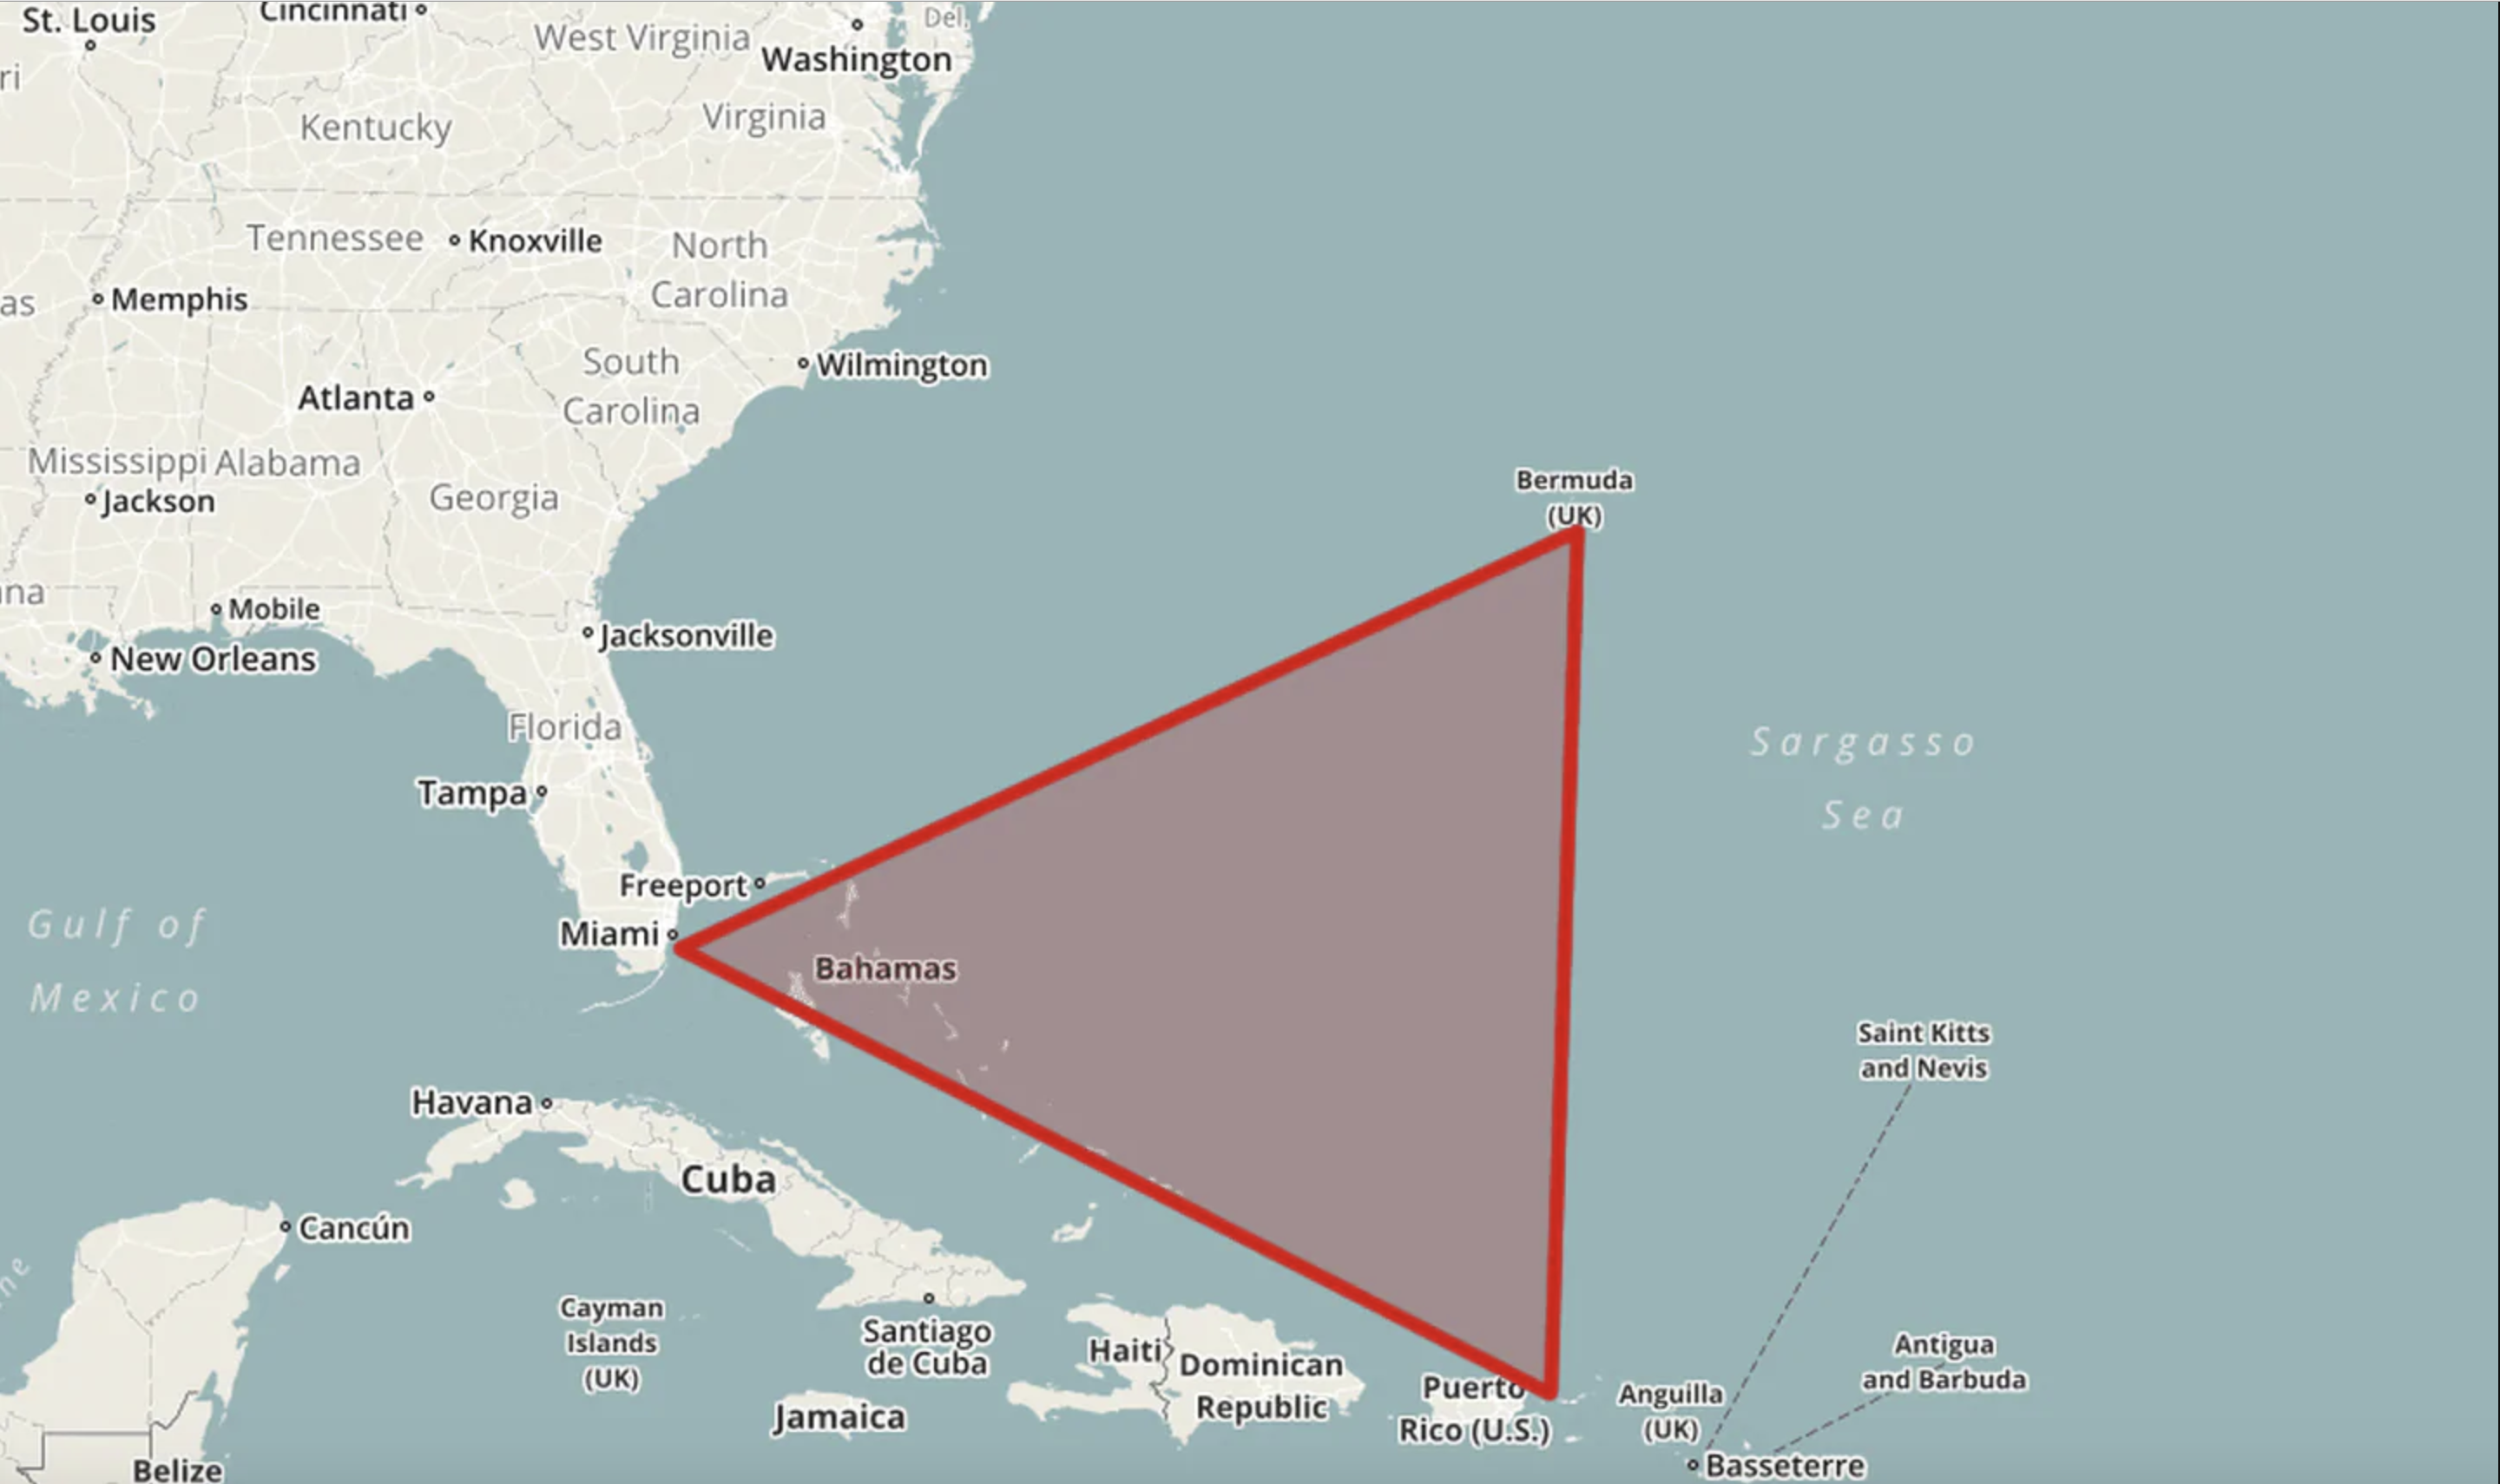 St. Louis
Cincinnati
West Virginia
Del.
Washington
ri
Kentucky
Virginia
Tennessee
Knoxville
North
Carolina
as
Memphis
South
Carolina
Wilmington
Atlanta
Mississippi
Alabama
Georgia
Jackson
Bermuda
(UK)
na
Mobile
Jacksonville
New Orleans
Florida
Sargasso
Sea
Tampa
Freeport
Miami
Gulf of
Mexico
Bahamas
Saint Kitts
and Nevis
Havana
Cuba
Cancún
ne
Cayman
Islands
(UK)
Santiago
de Cuba
Haiti
Dominican
Republic
Jamaica
Puerto
Rico (U.S.)
Anguilla
(UK)
Antigua
and Barbuda
Basseterre
Belize